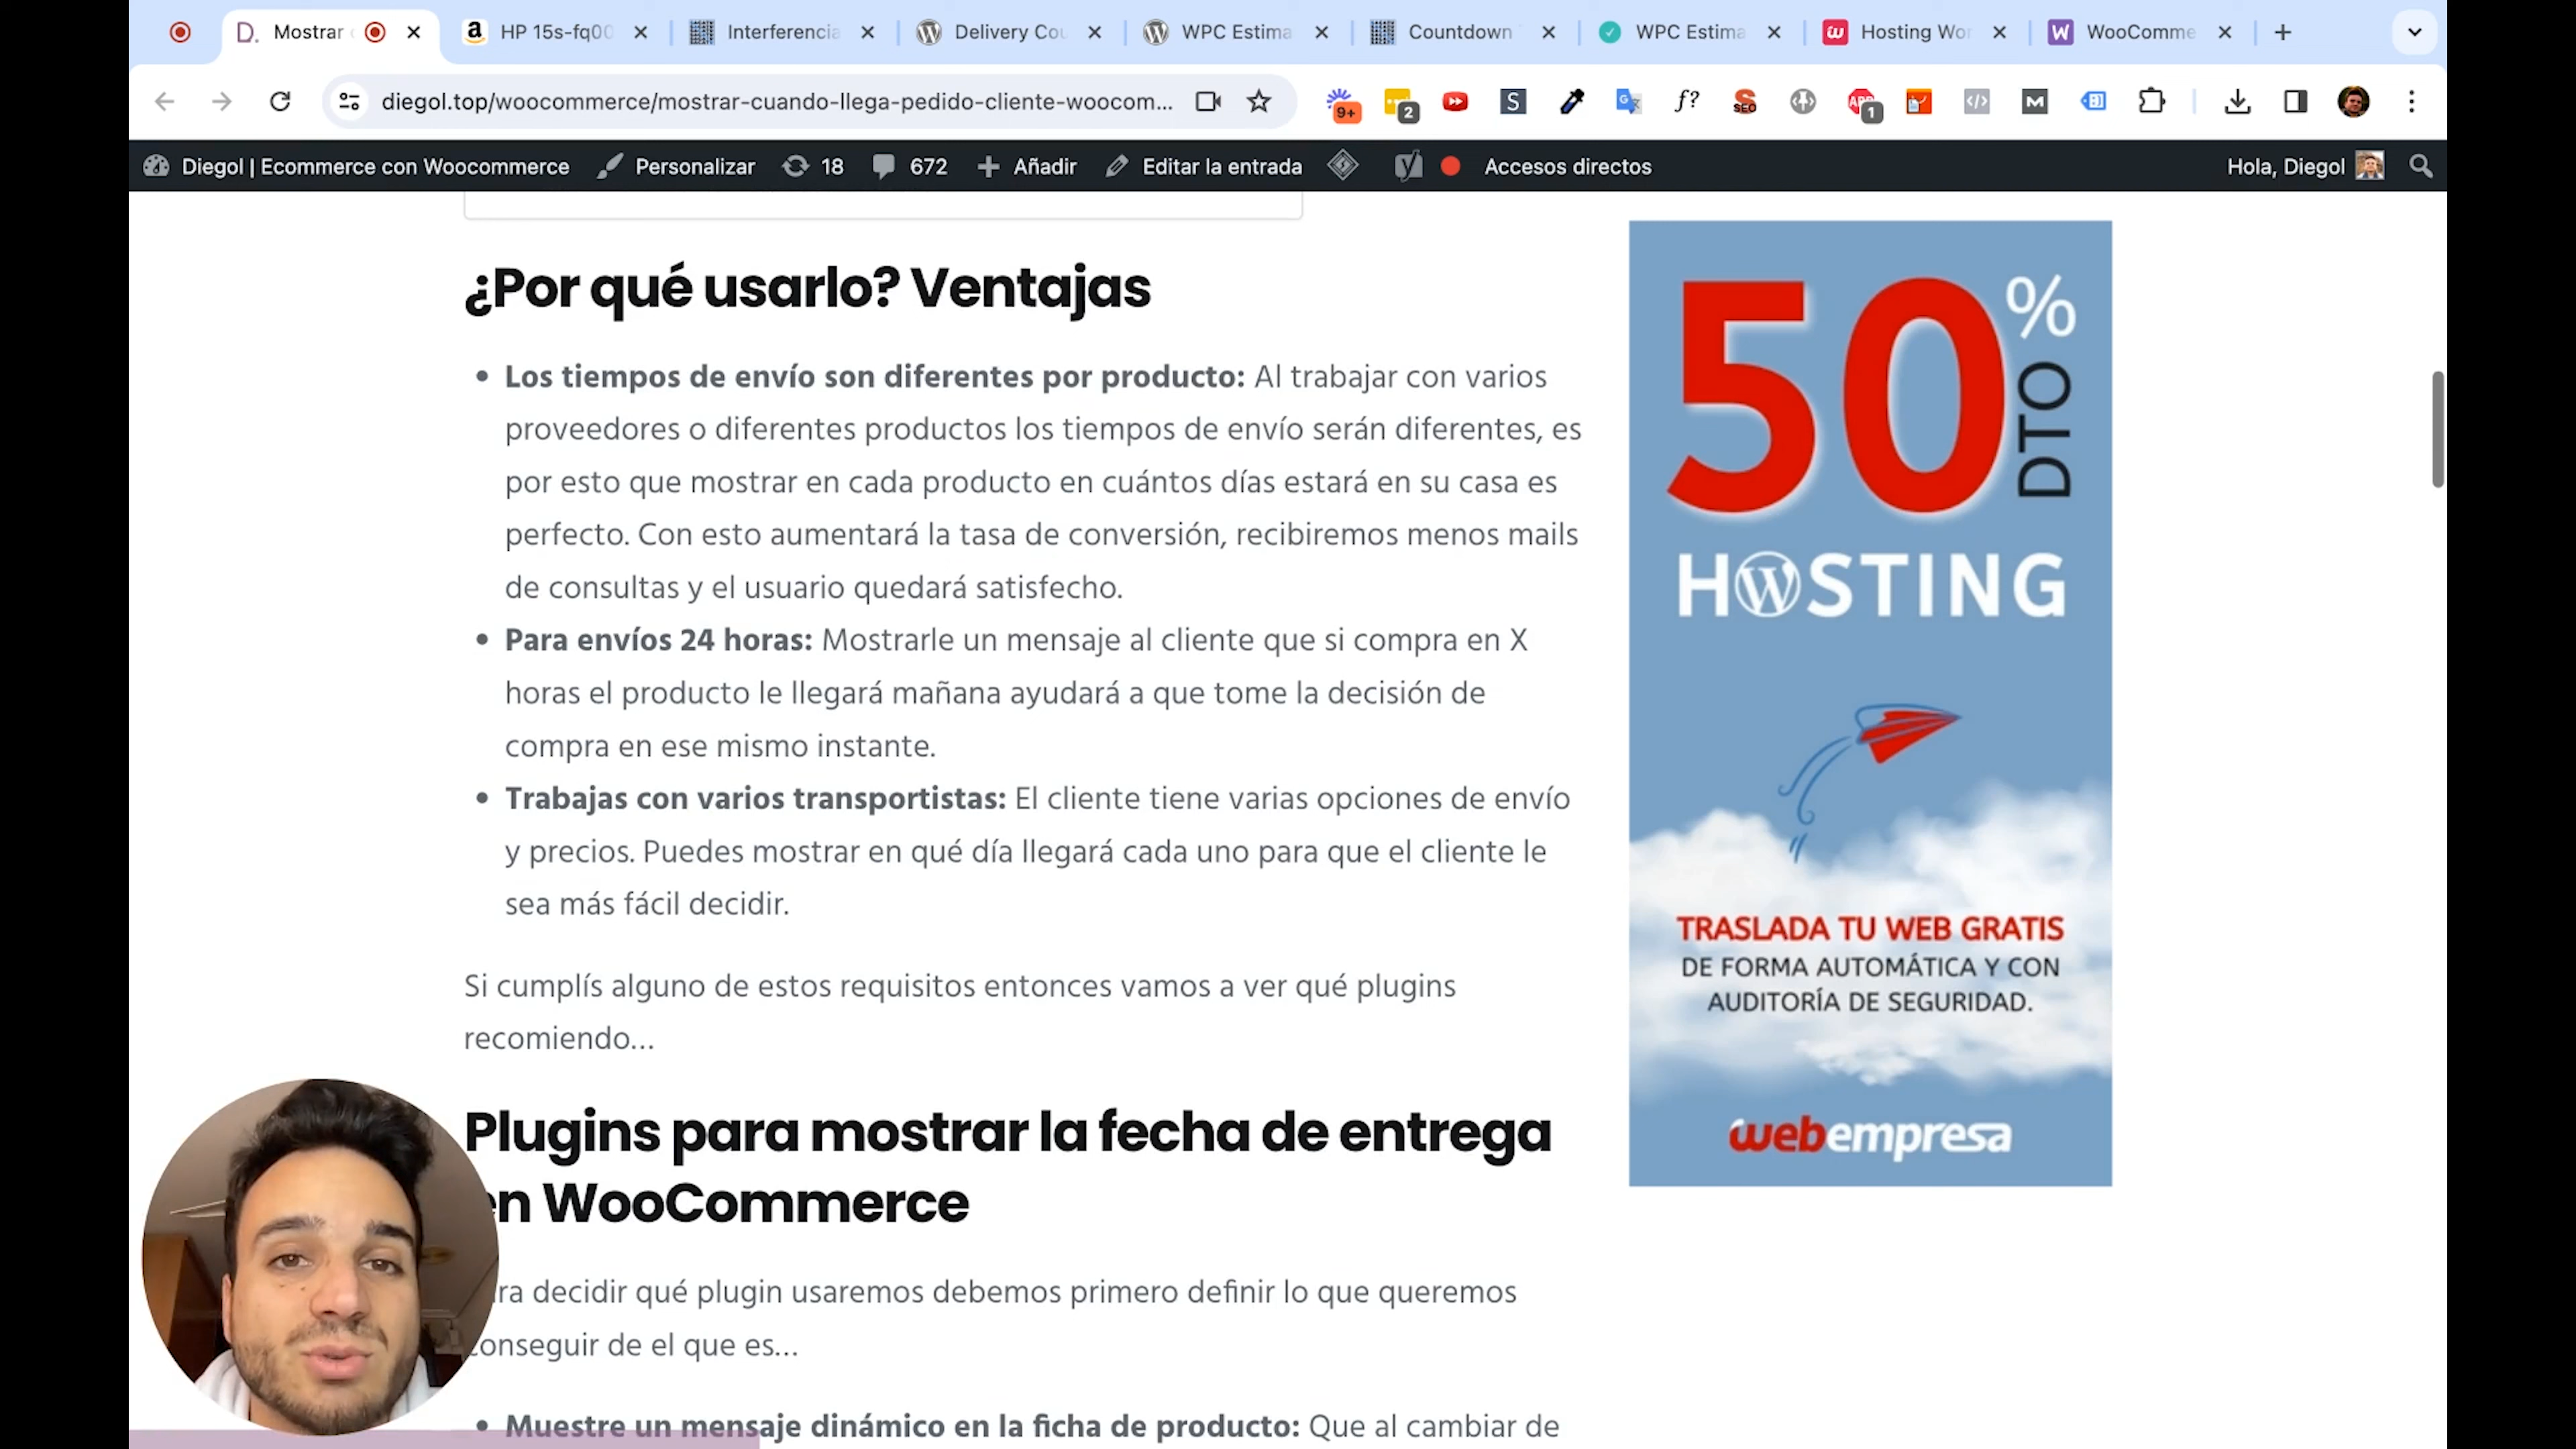 D. Mostrar
HP 15s-fq00
Interferencia
Delivery Cou
WPC Estima
Countdown
WPC Estima
Hosting Wor
WooComme
diegol.top/woocommerce/mostrar-cuando-llega-pedido-cliente-woocom...
9+
2
S
f?
SEO
ABP
1
M
Diegol | Ecommerce con Woocommerce
Personalizar
18
672
Añadir
Editar la entrada
Accesos directos
Hola, Diegol
¿Por qué usarlo? Ventajas
• Los tiempos de envío son diferentes por producto: Al trabajar con varios
proveedores o diferentes productos los tiempos de envío serán diferentes, es
por esto que mostrar en cada producto en cuántos días estará en su casa es
perfecto. Con esto aumentará la tasa de conversión, recibiremos menos mails
de consultas y el usuario quedará satisfecho.
• Para envíos 24 horas: Mostrarle un mensaje al cliente que si compra en X
horas el producto le llegará mañana ayudará a que tome la decisión de
compra en ese mismo instante.
• Trabajas con varios transportistas: El cliente tiene varias opciones de envío
y precios. Puedes mostrar en qué día llegará cada uno para que el cliente le
sea más fácil decidir.
Si cumplís alguno de estos requisitos entonces vamos a ver qué plugins
recomiendo...
Plugins para mostrar la fecha de entrega
en WooCommerce
ra decidir qué plugin usaremos debemos primero definir lo que queremos
conseguir de el que es...
• Muestre un mensaje dinámico en la ficha de producto: Que al cambiar de
50% DTO
HOSTING
TRASLADA TU WEB GRATIS
DE FORMA AUTOMÁTICA Y CON
AUDITORÍA DE SEGURIDAD.
webempresa